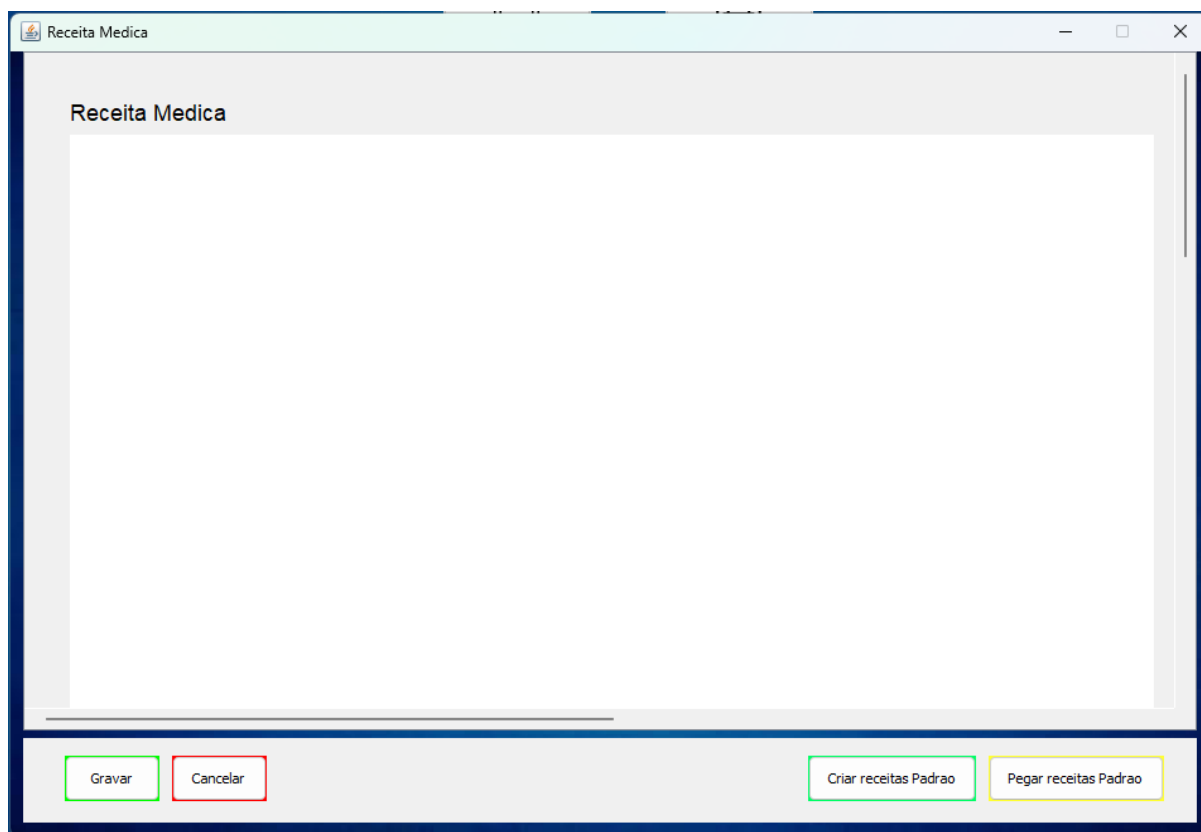 Receita Medica
Receita Medica
Gravar
Cancelar
Criar receitas Padrao
Pegar receitas Padrao